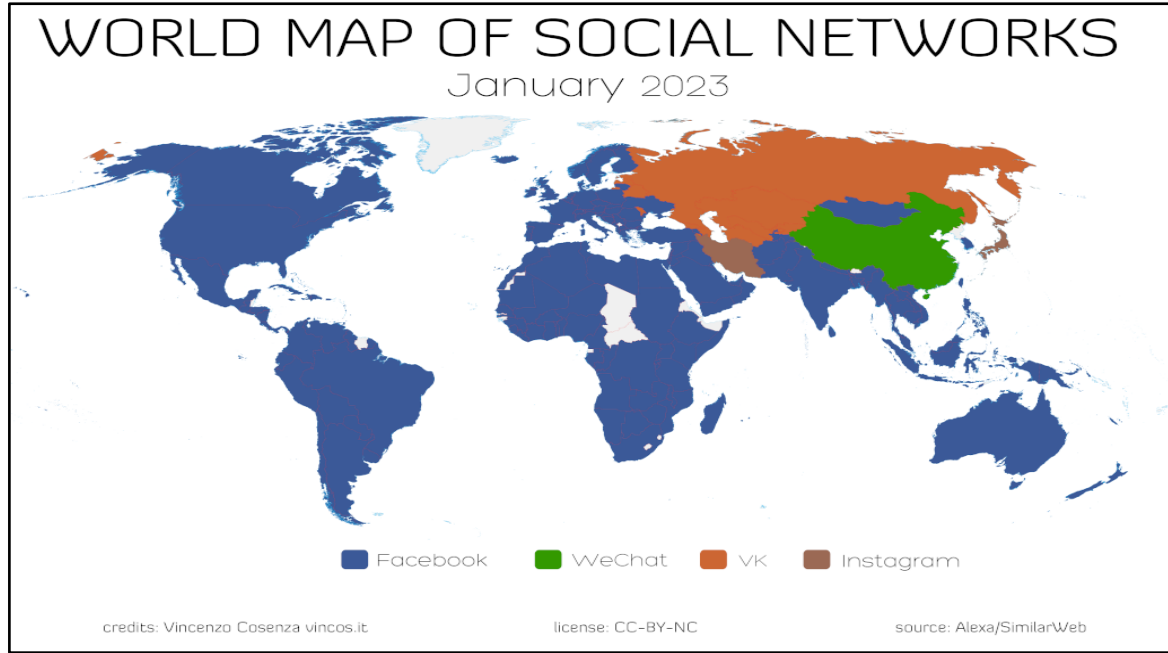 WORLD MAP OF SOCIAL NETWORKS
January 2023
Facebook WeChat VK Instagram
credits: Vincenzo Cosenza vincos.it license: CC-BY-NC source: Alexa/SimilarWeb